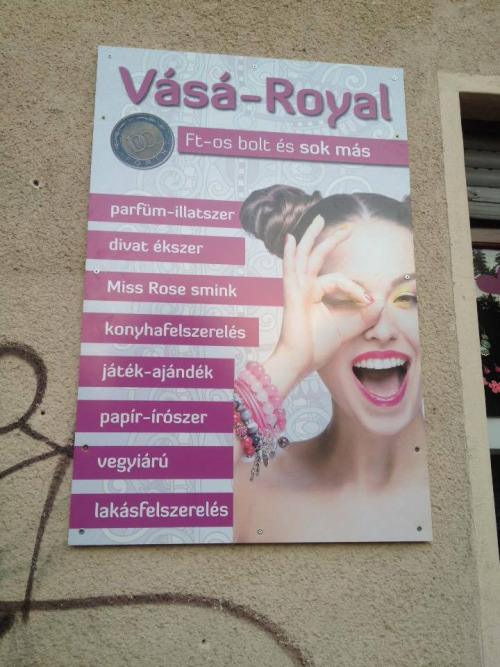 Vásá-Royal
100
Ft-os bolt és sok más
parfüm-illatszer
divat ékszer
Miss Rose smink
konyhafelszerelés
játék-ajándék
papír-írószer
vegyiárú
lakásfelszerelés